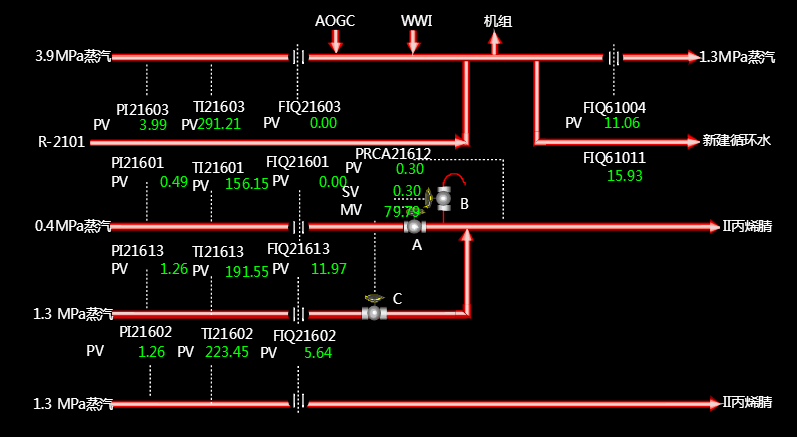 AOGC WWI 机组
3.9MPa蒸汽 1.3MPa蒸汽
PI21603 TI21603 FIQ21603 FIQ61004
PV 3.99 PV 291.21 PV 0.00 PV 11.06
R-2101 新建循环水
PI21601 TI21601 FIQ21601 PRCA21612 FIQ61011
PV 0.49 PV 156.15 PV 0.00 PV 0.30 15.93
SV 0.30
MV 79.79 B
0.4MPa蒸汽 II丙烯腈
A
PI21613 TI21613 FIQ21613
PV 1.26 PV 191.55 PV 11.97
C
1.3 MPa蒸汽
PI21602 TI21602 FIQ21602
PV 1.26 PV 223.45 PV 5.64
1.3 MPa蒸汽 II丙烯腈